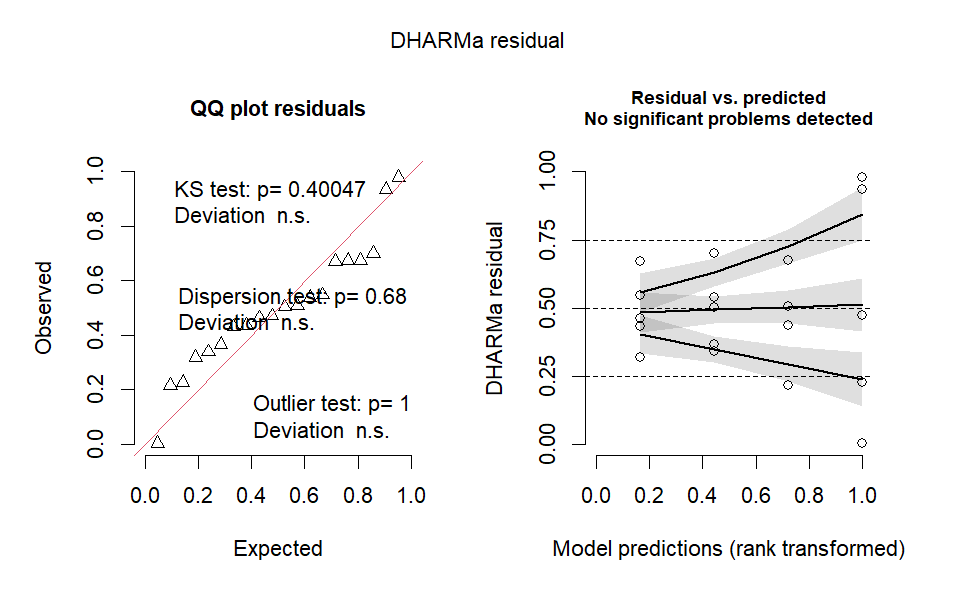 DHARMa residual
QQ plot residuals
KS test: p= 0.40047
Deviation  n.s.
Dispersion test: p= 0.68
Deviation  n.s.
Outlier test: p= 1
Deviation  n.s.
Observed
0.0 0.2 0.4 0.6 0.8 1.0
0.0 0.2 0.4 0.6 0.8 1.0
Expected
Residual vs. predicted
No significant problems detected
DHARMa residual
0.00 0.25 0.50 0.75 1.00
0.0 0.2 0.4 0.6 0.8 1.0
Model predictions (rank transformed)